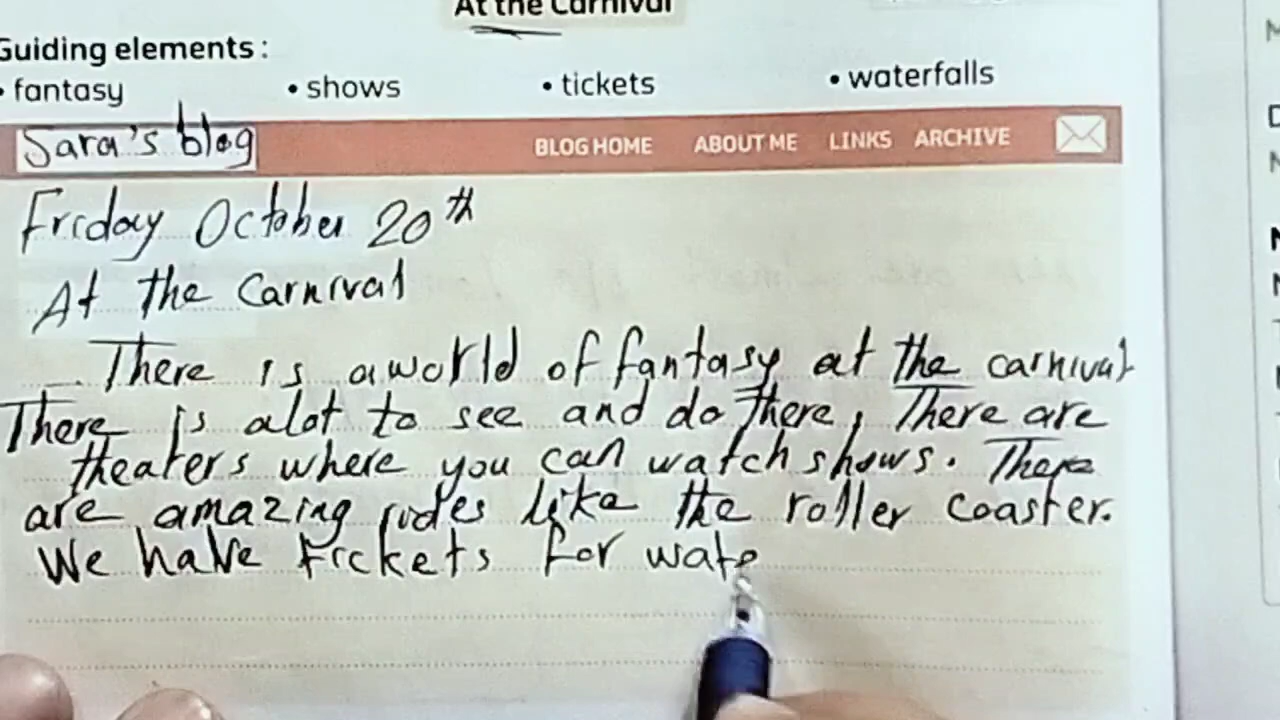 At the Carnival
Guiding elements :
• fantasy • shows • tickets • waterfalls
Sara's blog BLOG HOME ABOUT ME LINKS ARCHIVE
Friday October 20th
At the Carnival
There is a world of fantasy at the carnival
There is a lot to see and do there, There are
theaters where you can watch shows. There
are amazing rides like the roller coaster.
We have tickets for wate